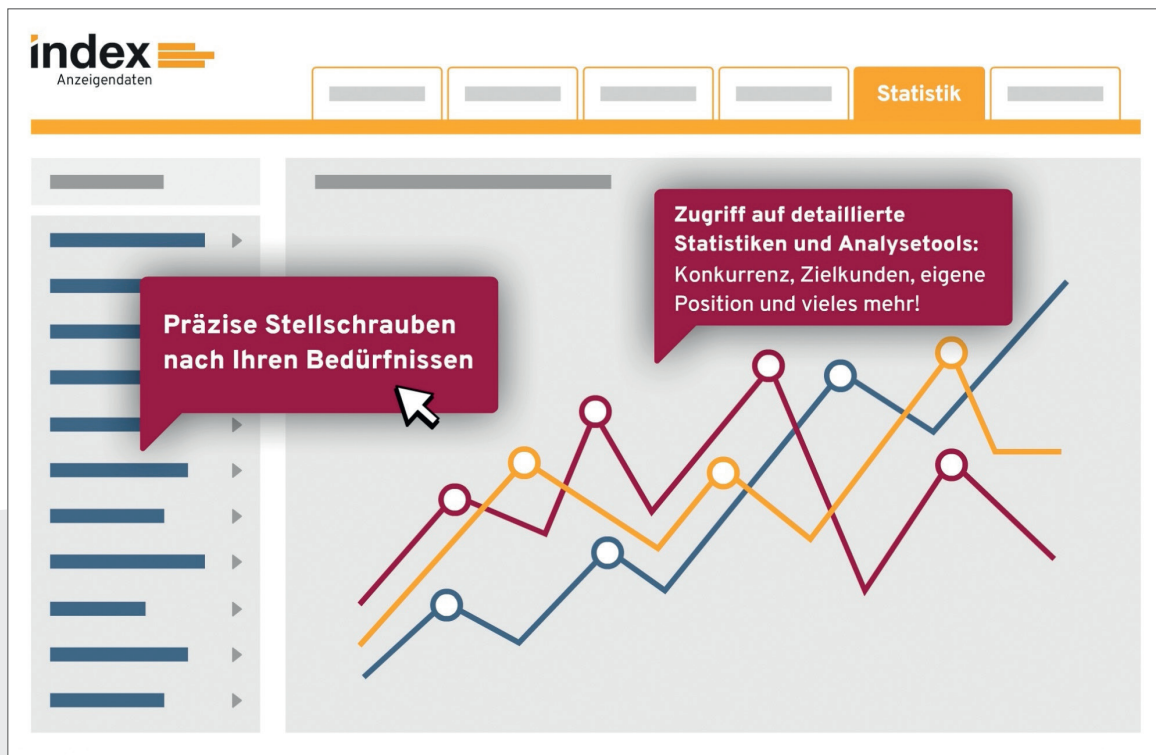 index
Anzeigendaten
Statistik
Zugriff auf detaillierte
Statistiken und Analysetools:
Konkurrenz, Zielkunden, eigene
Position und vieles mehr!
Präzise Stellschrauben
nach Ihren Bedürfnissen